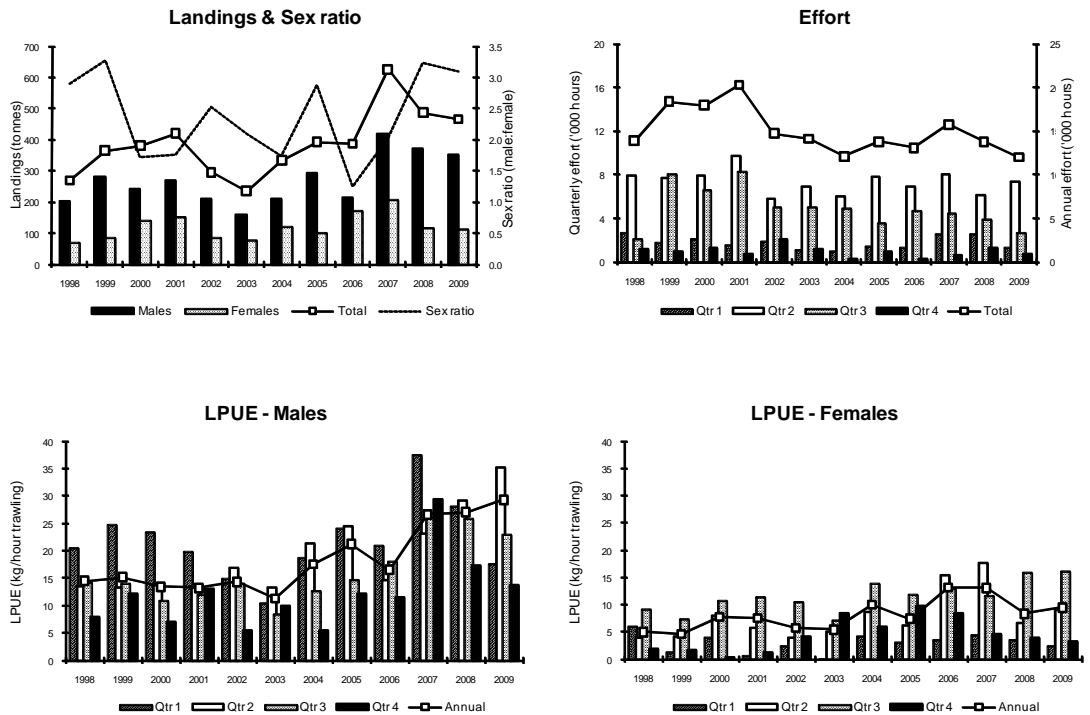 Landings & Sex ratio
Landings (tonnes)
700
600
500
400
300
200
100
0
3.5
3.0
2.5
2.0
1.5
1.0
0.5
0.0
Sex ratio (male:female)
1998 1999 2000 2001 2002 2003 2004 2005 2006 2007 2008 2009
Males Females Total Sex ratio
Effort
Quarterly effort ('000 hours)
20
16
12
8
4
0
25
20
15
10
5
0
Annual effort ('000 hours)
1998 1999 2000 2001 2002 2003 2004 2005 2006 2007 2008 2009
Qtr 1 Qtr 2 Qtr 3 Qtr 4 Total
LPUE - Males
LPUE (kg/hour trawling)
40
35
30
25
20
15
10
5
0
1998 1999 2000 2001 2002 2003 2004 2005 2006 2007 2008 2009
Qtr 1 Qtr 2 Qtr 3 Qtr 4 Annual
LPUE - Females
LPUE (kg/hour trawling)
40
35
30
25
20
15
10
5
0
1998 1999 2000 2001 2002 2003 2004 2005 2006 2007 2008 2009
Qtr 1 Qtr 2 Qtr 3 Qtr 4 Annual